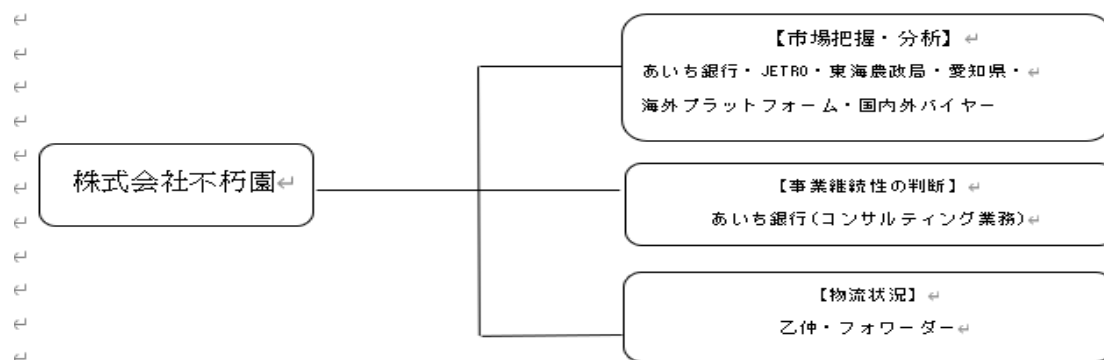 株式会社不朽園
【市場把握・分析】
あいち銀行・JETRO・東海農政局・愛知県・
海外プラットフォーム・国内外バイヤー
【事業継続性の判断】
あいち銀行(コンサルティング業務)
【物流状況】
乙仲・フォワーダー